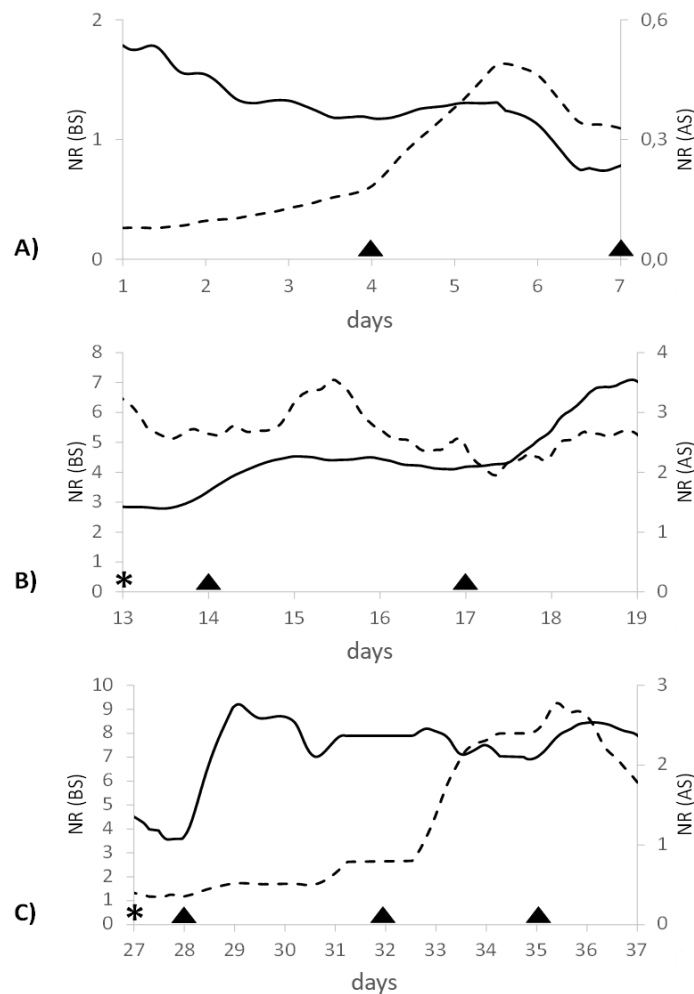 2 0,6
NR (BS) 1 0,3 NR (AS)
A) 0 0,0
1 2 3 4 5 6 7
days
8 4
7
6 3
5
NR (BS) 4 2 NR (AS)
3
2 1
1
B) * 0 0
13 14 15 16 17 18 19
days
10 3
9
8
7 2
6
NR (BS) 5 NR (AS)
4
3 1
2
1
C) * 0 0
27 28 29 30 31 32 33 34 35 36 37
days